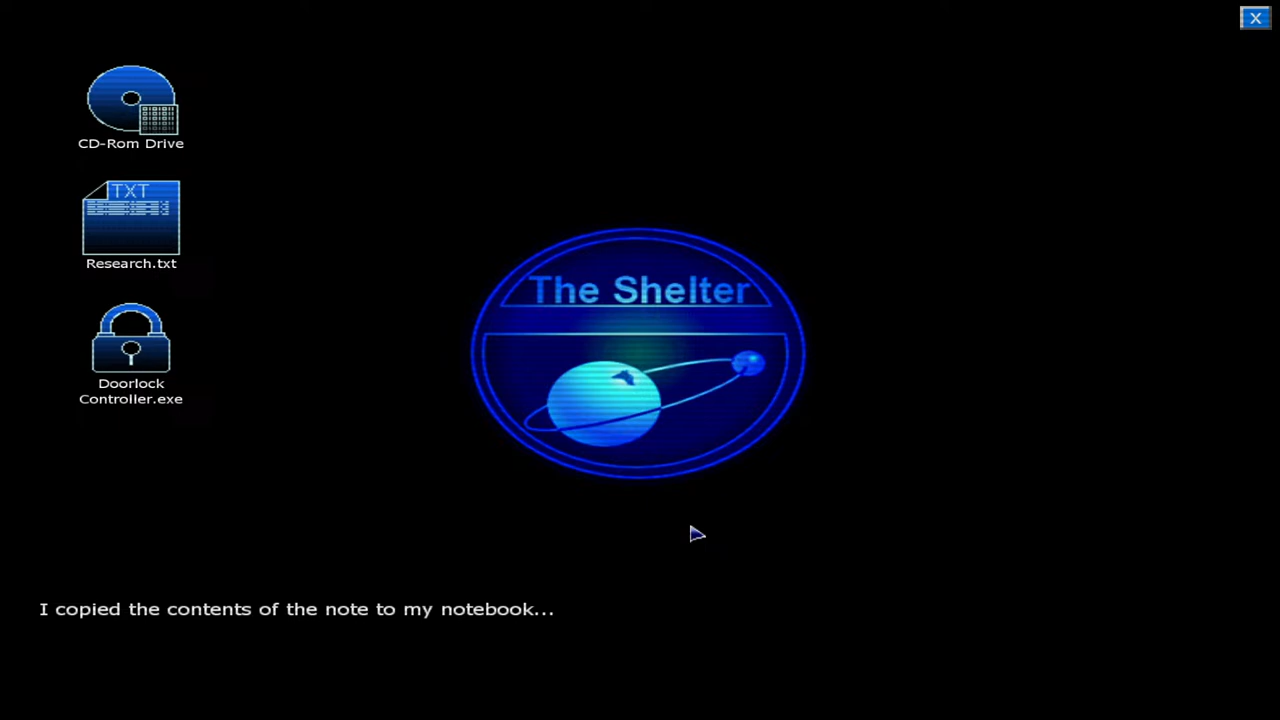 X
CD-Rom Drive
TXT
Research.txt
Doorlock
Controller.exe
The Shelter
I copied the contents of the note to my notebook...